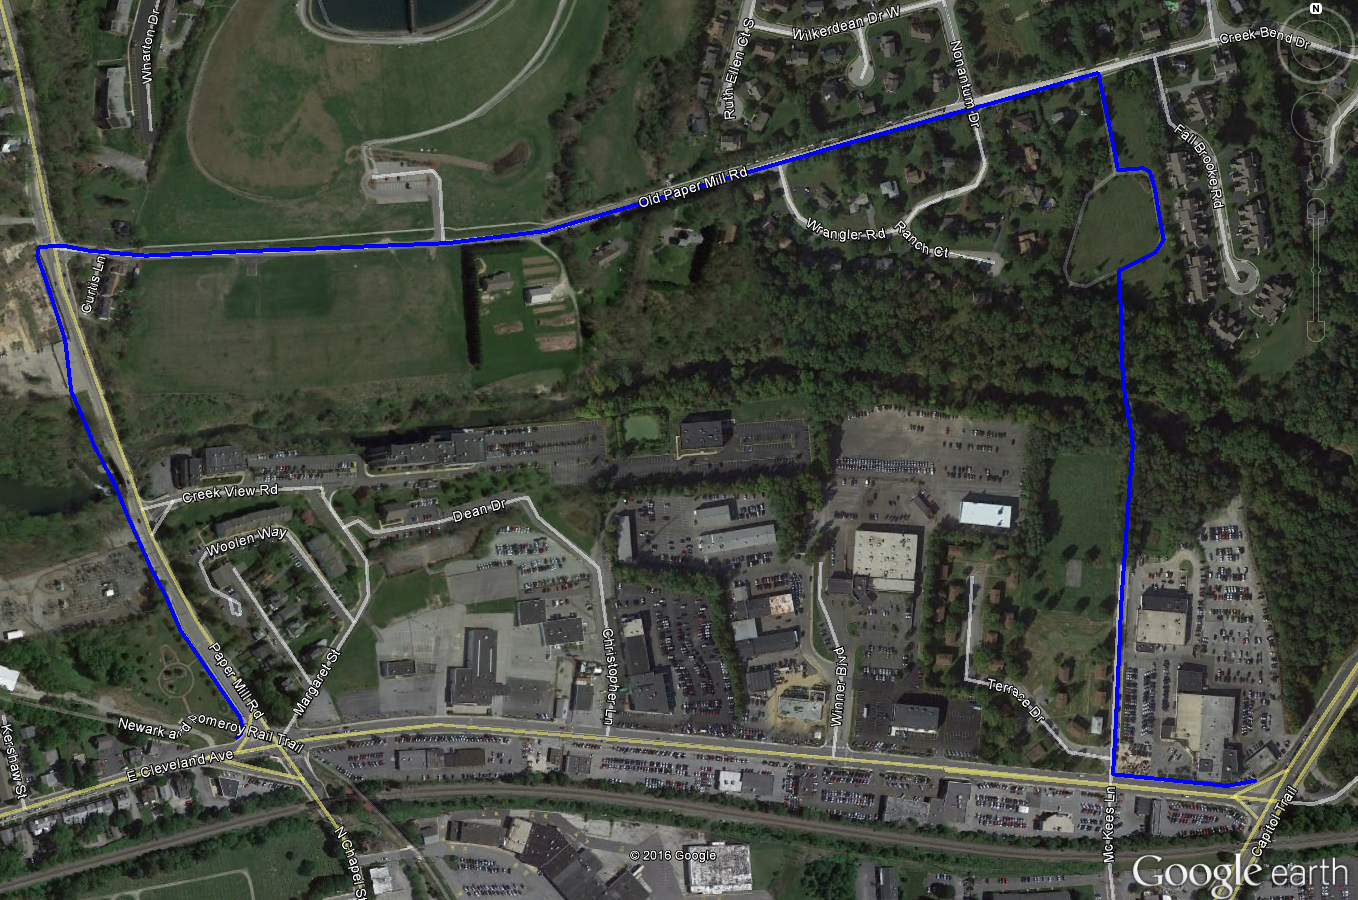 Wharton Dr
Ruth Ellen Ct S
Wilkerdean Dr W
Nonantum Dr
Creek Bend Dr
N
Fall Brooke Rd
Old Paper Mill Rd
Wrangler Rd
Ranch Ct
Curtis Ln
Creek View Rd
Dean Dr
Woolen Way
Paper Mill Rd
Margaret St
Christopher Ln
Winner Blvd
Terrace Dr
Newark and Pomeroy Rail Trail
Kershaw St
E Cleveland Ave
N Chapel St
Mc Kees Ln
Capitol Trail
© 2016 Google
Google earth